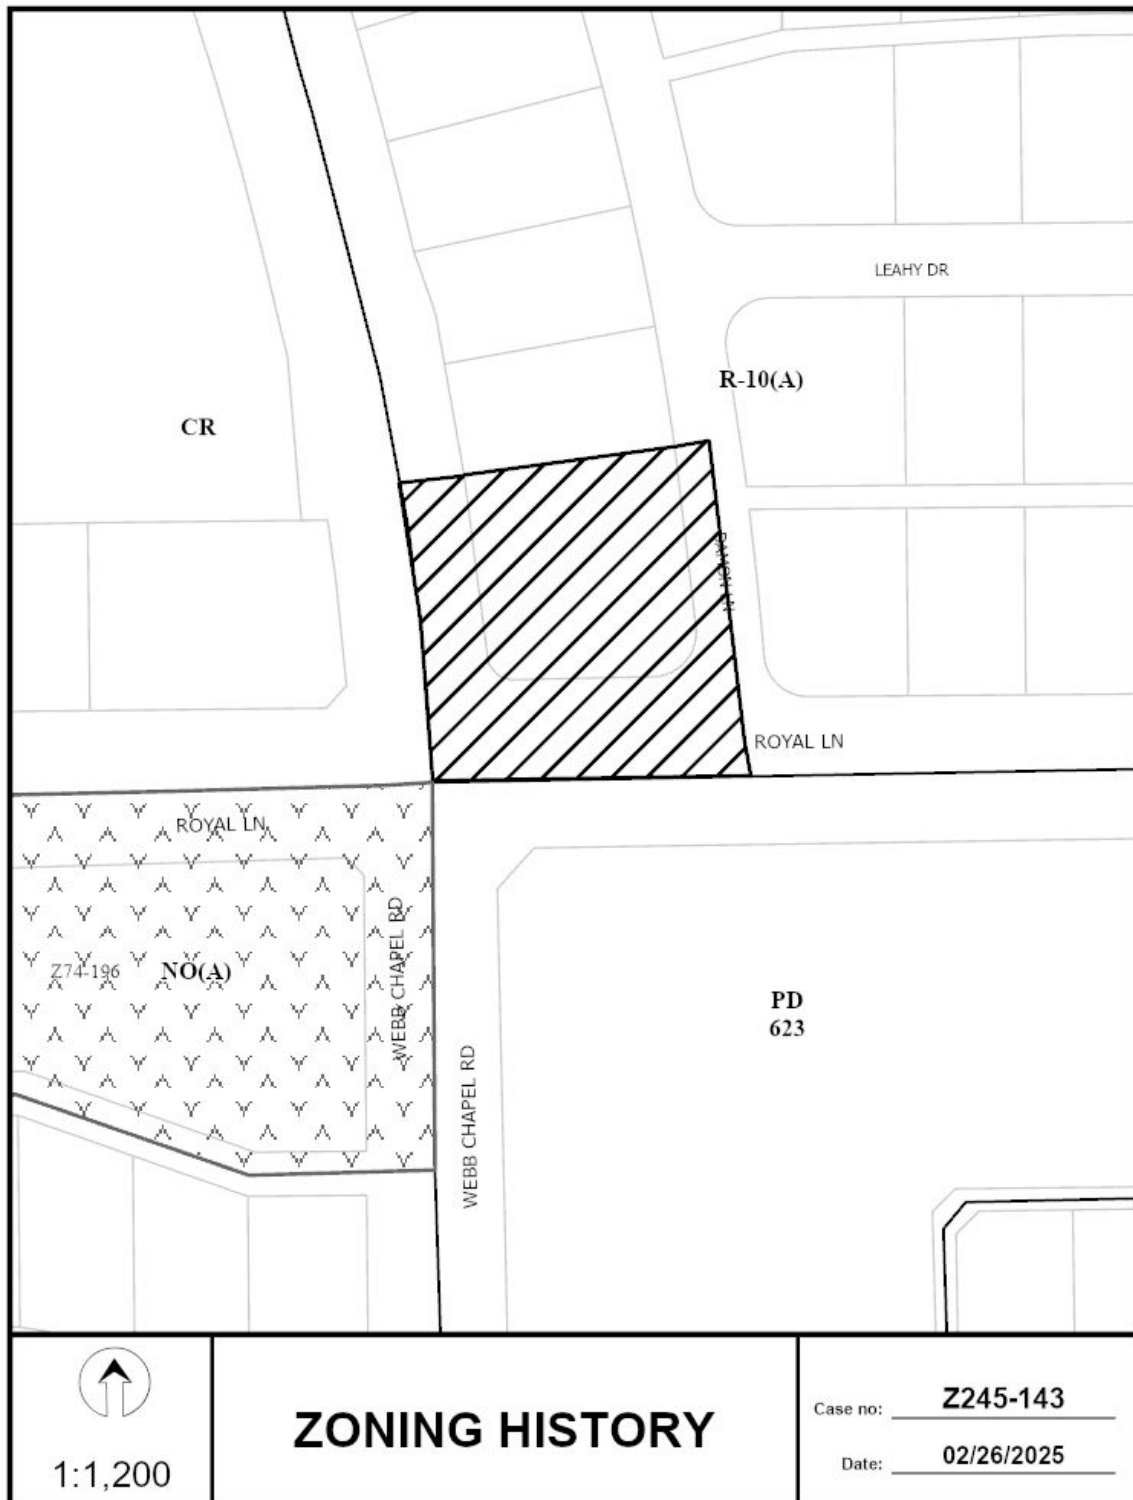 LEAHY DR
R-10(A)
CR
ROYAL LN
ROYAL LN
WEBB CHAPEL RD
Z74-196
NO(A)
PD
623
WEBB CHAPEL RD
1:1,200
ZONING HISTORY
Case no: Z245-143
Date: 02/26/2025